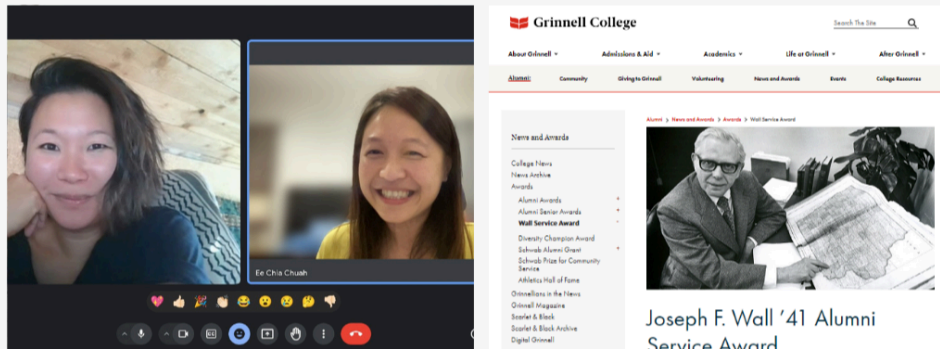 Ee Chia Chuah
Grinnell College
Search The Site
About Grinnell
Admissions & Aid
Academics
Life at Grinnell
After Grinnell
Alumni
Community
Giving to Grinnell
Volunteering
News and Awards
Events
College Resources
Alumni > News and Awards > Awards > Wall Service Award
News and Awards
College News
News Archive
Awards
Alumni Awards +
Alumni Senior Awards +
Wall Service Award -
Diversity Champion Award
Schwab Alumni Grant +
Schwab Prize for Community
Service
Athletics Hall of Fame
Grinnellians in the News
Grinnell Magazine
Scarlet & Black
Scarlet & Black Archive
Digital Grinnell
Joseph F. Wall ’41 Alumni
Service Award